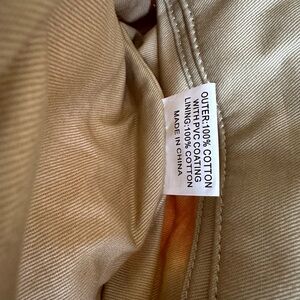 OUTER:100% COTTON
WITH PVC COATING
LINING:100% COTTON
MADE IN CHINA